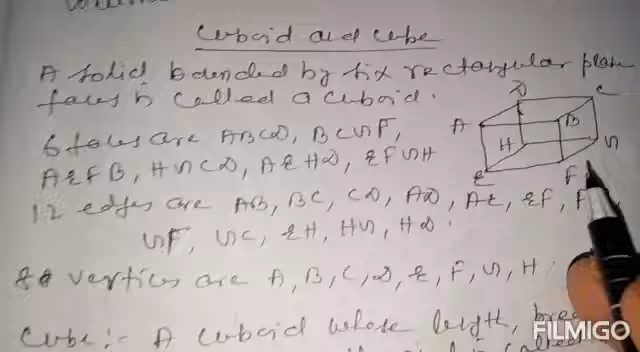 Cuboid and cube
A solid bounded by six rectangular plane
faces is called a cuboid.
6 faces are ABCD, BCGF,
AEFB, HGCD, AEHD, EFGH
12 edges are AB, BC, CD, AD, AE, EF, F
GF, GC, EH, HG, HD.
8 vertices are A, B, C, D, E, F, G, H
Cube:- A cuboid whose length,
D C
A B
H G
E F
FILMIGO